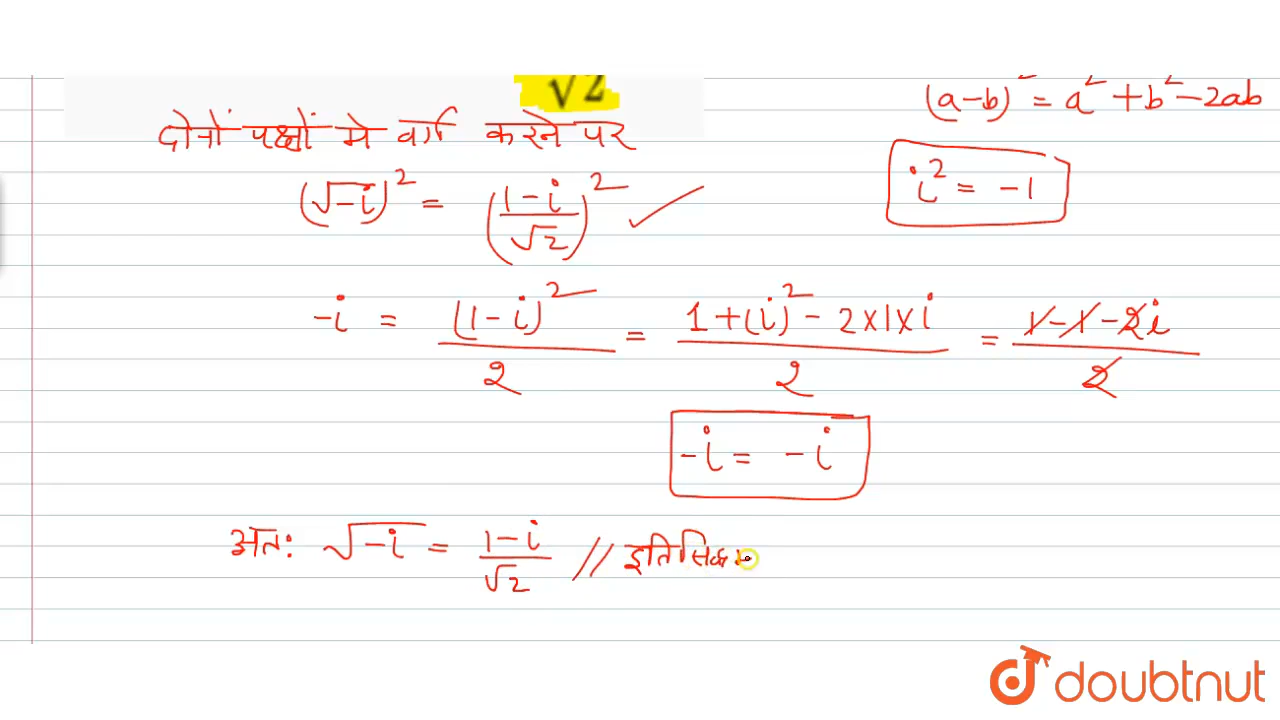 √2
(a-b)² = a² + b² - 2ab
दोनों पक्षों मे वर्ग करने पर
i² = -1
(√-i)² = ((1-i)/√2)²
-i = (1-i)²/2 = (1+(i)²-2×1×i)/2 = (1-1-2i)/2
-i = -i
अतः √-i = (1-i)/√2 // इति सिद्धम
doubtnut